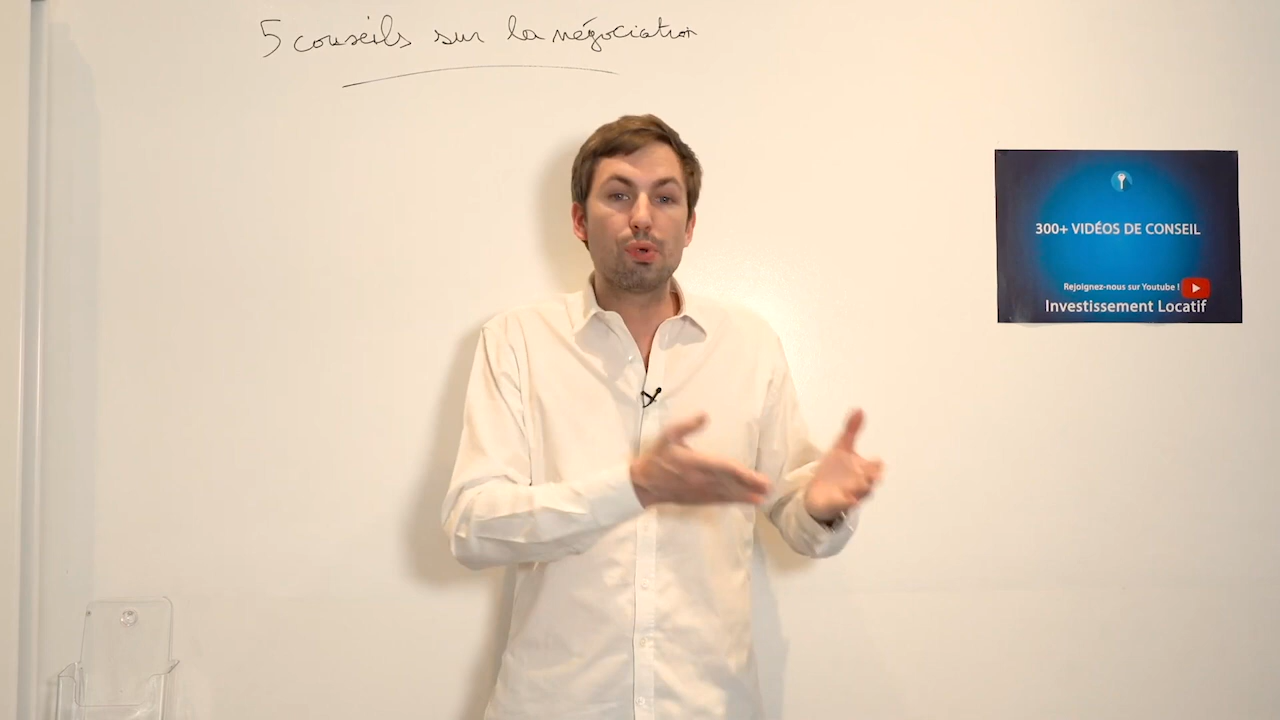 5 conseils sur la négociation
300+ VIDÉOS DE CONSEIL
Rejoignez-nous sur Youtube !
Investissement Locatif